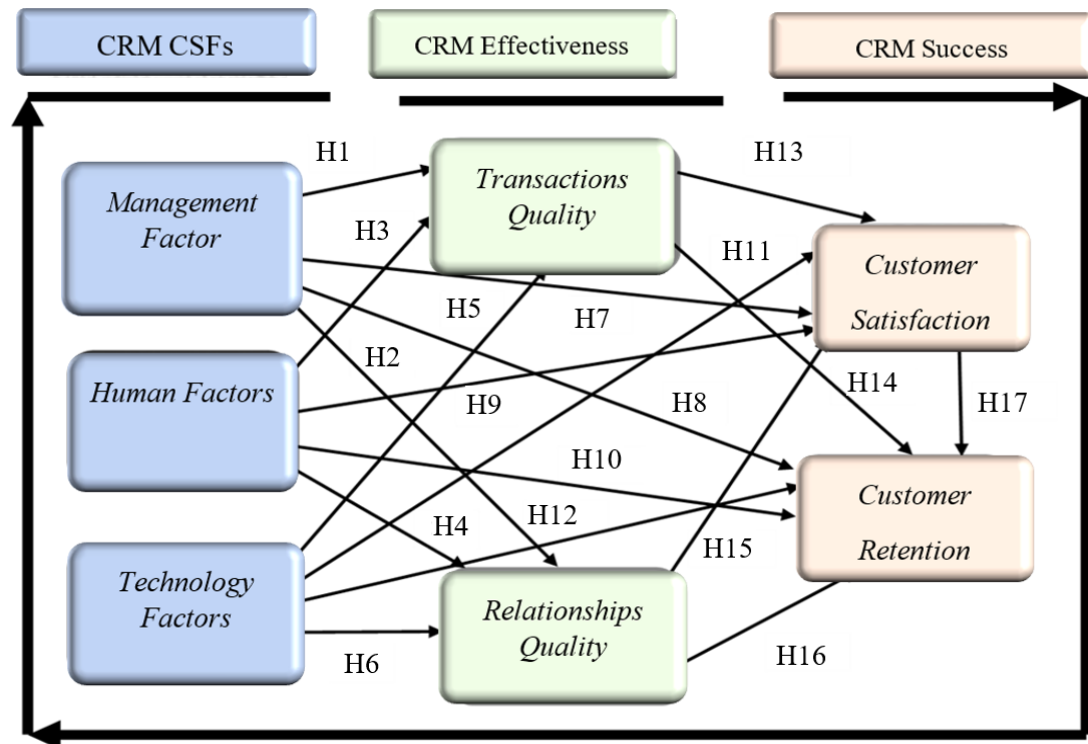 CRM CSFs
CRM Effectiveness
CRM Success
H1
H13
Transactions
Quality
Management
Factor
H3
H11
Customer
Satisfaction
H5
H7
H2
H14
Human Factors
H9
H8
H17
H10
Customer
Retention
H4
H12
H15
Technology
Factors
Relationships
Quality
H6
H16